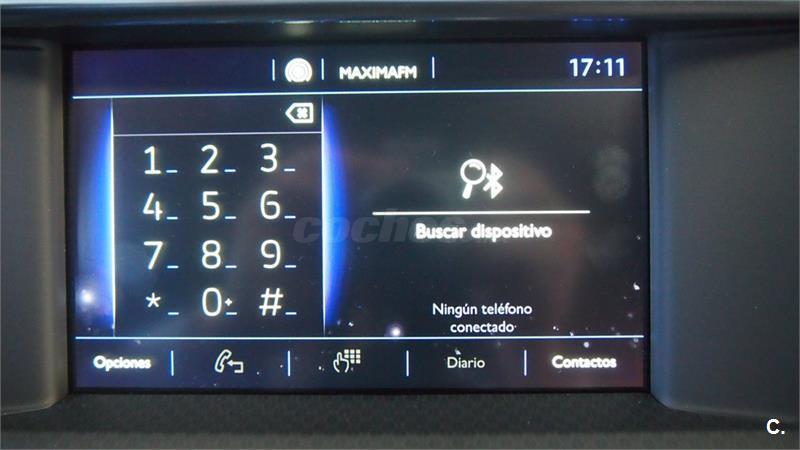 MAXIMAFM
17:11
1 2 3
4 5 6
7 8 9
* 0+ #
Buscar dispositivo
Ningún teléfono
conectado
Opciones
Diario
Contactos
coches
C.